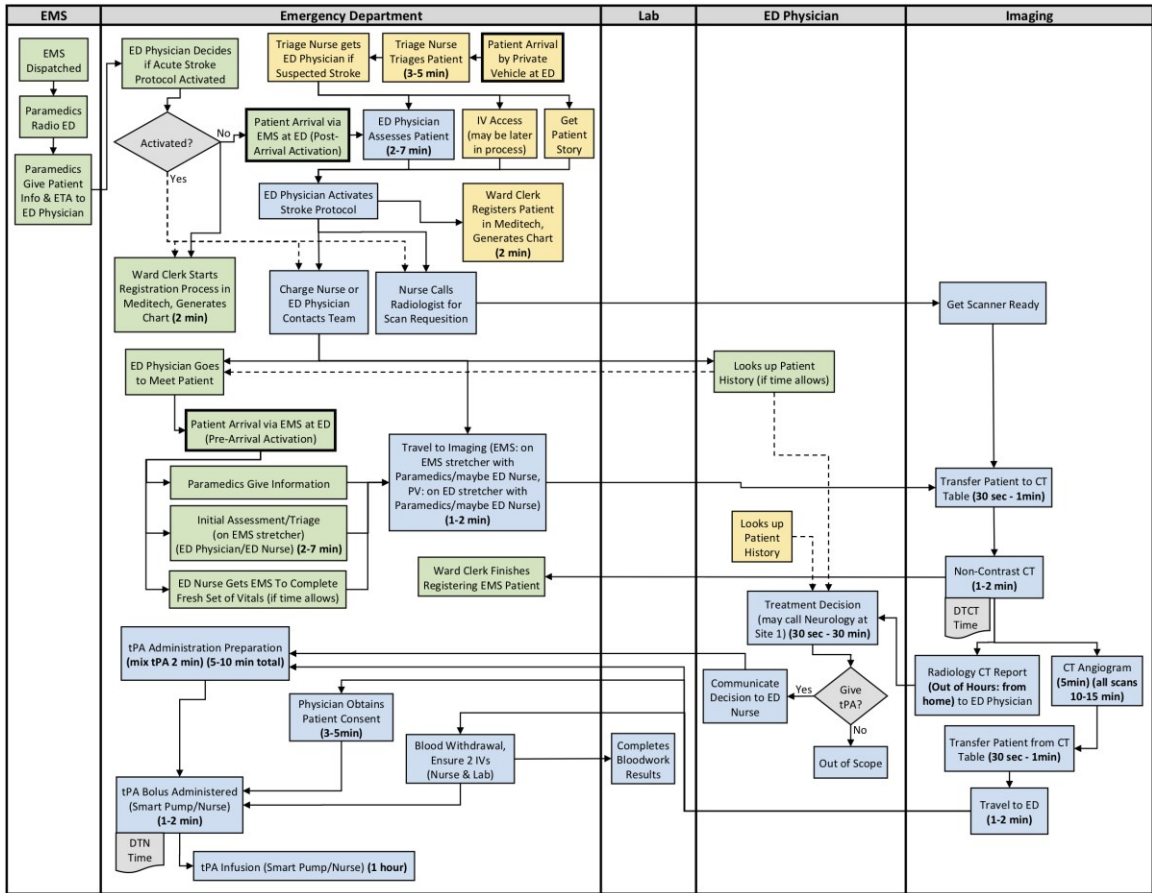 EMS
Emergency Department
Lab
ED Physician
Imaging
EMS
Dispatched
Paramedics
Radio ED
Paramedics
Give Patient
Info & ETA to
ED Physician
ED Physician Decides
if Acute Stroke
Protocol Activated
Activated?
No
Yes
Triage Nurse gets
ED Physician if
Suspected Stroke
Triage Nurse
Triages Patient
(3-5 min)
Patient Arrival
by Private
Vehicle at ED
Patient Arrival via
EMS at ED (Post-
Arrival Activation)
ED Physician
Assesses Patient
(2-7 min)
IV Access
(may be later
in process)
Get
Patient
Story
ED Physician Activates
Stroke Protocol
Ward Clerk
Registers Patient
in Meditech,
Generates Chart
(2 min)
Ward Clerk Starts
Registration Process in
Meditech, Generates
Chart (2 min)
Charge Nurse or
ED Physician
Contacts Team
Nurse Calls
Radiologist for
Scan Requesition
Get Scanner Ready
ED Physician Goes
to Meet Patient
Looks up Patient
History (if time allows)
Patient Arrival via EMS at ED
(Pre-Arrival Activation)
Paramedics Give Information
Initial Assessment/Triage
(on EMS stretcher)
(ED Physician/ED Nurse) (2-7 min)
ED Nurse Gets EMS To Complete
Fresh Set of Vitals (if time allows)
Travel to Imaging (EMS: on
EMS stretcher with
Paramedics/maybe ED Nurse,
PV: on ED stretcher with
Paramedics/maybe ED Nurse)
(1-2 min)
Transfer Patient to CT
Table (30 sec - 1min)
Looks up
Patient
History
Ward Clerk Finishes
Registering EMS Patient
Non-Contrast CT
(1-2 min)
DTCT
Time
Treatment Decision
(may call Neurology at
Site 1) (30 sec - 30 min)
tPA Administration Preparation
(mix tPA 2 min) (5-10 min total)
Radiology CT Report
(Out of Hours: from
home) to ED Physician
CT Angiogram
(5min) (all scans
10-15 min)
Communicate
Decision to ED
Nurse
Yes
Give
tPA?
No
Physician Obtains
Patient Consent
(3-5min)
Blood Withdrawal,
Ensure 2 IVs
(Nurse & Lab)
Completes
Bloodwork
Results
Out of Scope
Transfer Patient from CT
Table (30 sec - 1min)
Travel to ED
(1-2 min)
tPA Bolus Administered
(Smart Pump/Nurse)
(1-2 min)
DTN
Time
tPA Infusion (Smart Pump/Nurse) (1 hour)